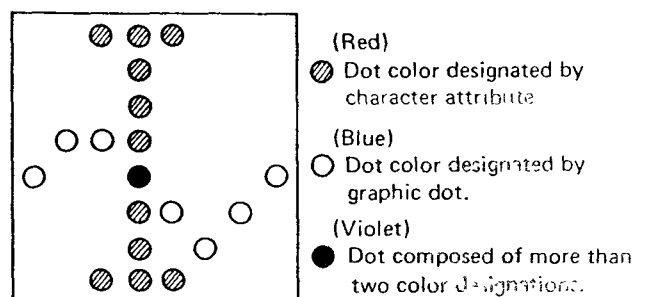 (Red)
Dot color designated by
character attribute
(Blue)
Dot color designated by
graphic dot.
(Violet)
Dot composed of more than
two color designations.